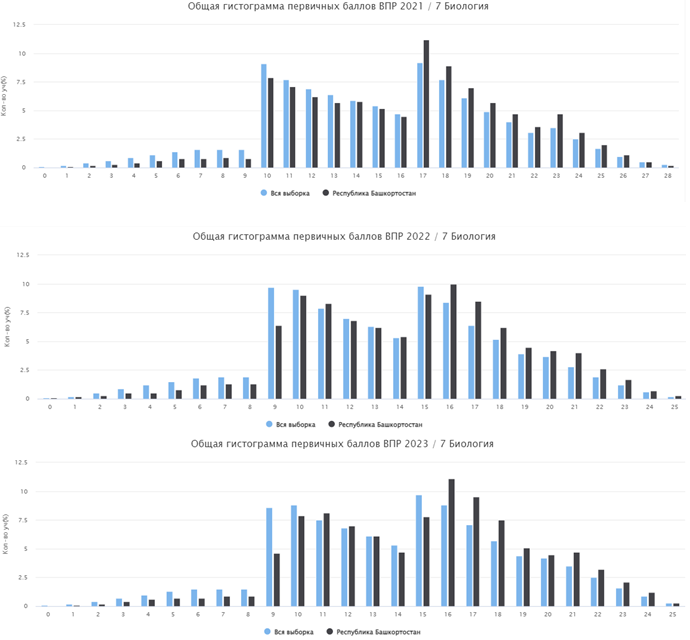 Общая гистограмма первичных баллов ВПР 2021 / 7 Биология
12.5
10
7.5
5
2.5
0
Кол-во уч(%)
0 1 2 3 4 5 6 7 8 9 10 11 12 13 14 15 16 17 18 19 20 21 22 23 24 25 26 27 28
Вся выборка Республика Башкортостан
Общая гистограмма первичных баллов ВПР 2022 / 7 Биология
12.5
10
7.5
5
2.5
0
Кол-во уч(%)
0 1 2 3 4 5 6 7 8 9 10 11 12 13 14 15 16 17 18 19 20 21 22 23 24 25
Вся выборка Республика Башкортостан
Общая гистограмма первичных баллов ВПР 2023 / 7 Биология
12.5
10
7.5
5
2.5
0
Кол-во уч(%)
0 1 2 3 4 5 6 7 8 9 10 11 12 13 14 15 16 17 18 19 20 21 22 23 24 25
Вся выборка Республика Башкортостан